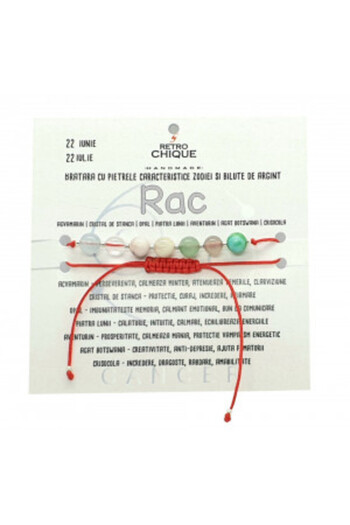 22 IUNIE
22 IULIE
RETRO
CHIQUE
HANDMADE
BRATARA CU PIETRELE CARACTERISTICE ZODIEI SI BILUTE DE ARGINT
Rac
ACVAMARIN | CRISTAL DE STANCA | OPAL | PIATRA LUNII | AVENTURIN | AGAT BOTSWANA | CRISOCOLA
ACVAMARIN - PERSEVERENTA, CALMEAZA MINTEA, ATENUEAZA TEMERILE, CLARIVIZIUNE
CRISTAL DE STANCA - PROTECTIE, CURAJ, INCREDERE,
OPAL - IMBUNATATESTE MEMORIA, CALMANT EMOTIONAL, BUN DE COMUNICARE
PIATRA LUNII - CALATORIE, INTUITIE, CALMARE, ECHILIBREAZA ENERGIILE
AVENTURIN - PROSPERITATE, CALMEAZA MANIA, PROTECTIE VAMPIRISM ENERGETIC
AGAT BOTSWANA - CREATIVITATE, ANTI-DEPRESIE, AJUTA FUMATORII
CRISOCOLA - INCREDERE, DRAGOSTE, RABDARE, AMABILITATE
CANCER